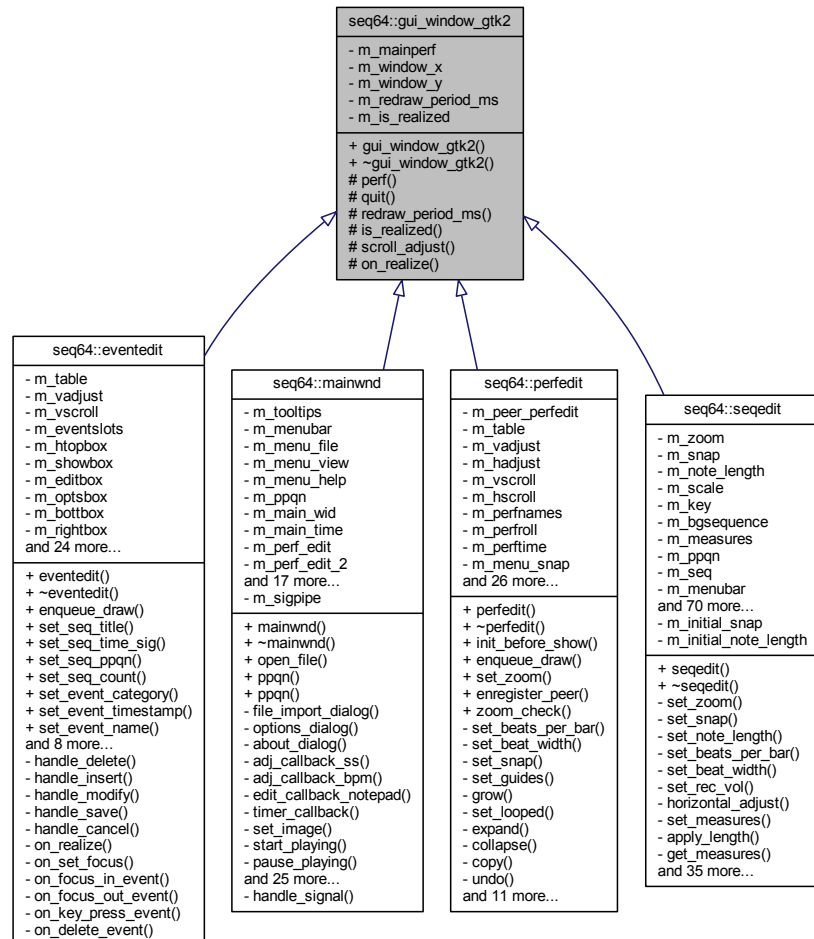 seq64::gui_window_gtk2
- m_mainperf
- m_window_x
- m_window_y
- m_redraw_period_ms
- m_is_realized
+ gui_window_gtk2()
+ ~gui_window_gtk2()
# perf()
# quit()
# redraw_period_ms()
# is_realized()
# scroll_adjust()
# on_realize()
seq64::eventedit
- m_table
- m_vadjust
- m_vscroll
- m_eventslots
- m_htopbox
- m_showbox
- m_editbox
- m_optsbox
- m_bottbox
- m_rightbox
and 24 more...
+ eventedit()
+ ~eventedit()
+ enqueue_draw()
+ set_seq_title()
+ set_seq_time_sig()
+ set_seq_ppqn()
+ set_seq_count()
+ set_event_category()
+ set_event_timestamp()
+ set_event_name()
and 8 more...
- handle_delete()
- handle_insert()
- handle_modify()
- handle_save()
- handle_cancel()
- on_realize()
- on_set_focus()
- on_focus_in_event()
- on_focus_out_event()
- on_key_press_event()
- on_delete_event()
seq64::mainwnd
- m_tooltips
- m_menubar
- m_menu_file
- m_menu_view
- m_menu_help
- m_ppqn
- m_main_wid
- m_main_time
- m_perf_edit
- m_perf_edit_2
and 17 more...
- m_sigpipe
+ mainwnd()
+ ~mainwnd()
+ open_file()
+ ppqn()
+ ppqn()
- file_import_dialog()
- options_dialog()
- about_dialog()
- adj_callback_ss()
- adj_callback_bpm()
- edit_callback_notepad()
- timer_callback()
- set_image()
- start_playing()
- pause_playing()
and 25 more...
- handle_signal()
seq64::perfedit
- m_peer_perfedit
- m_table
- m_vadjust
- m_hadjust
- m_vscroll
- m_hscroll
- m_perfnames
- m_perfroll
- m_perftime
- m_menu_snap
and 26 more...
+ perfedit()
+ ~perfedit()
+ init_before_show()
+ enqueue_draw()
+ set_zoom()
+ enregister_peer()
+ zoom_check()
- set_beats_per_bar()
- set_beat_width()
- set_snap()
- set_guides()
- grow()
- set_looped()
- expand()
- collapse()
- copy()
- undo()
and 11 more...
seq64::seqedit
- m_zoom
- m_snap
- m_note_length
- m_scale
- m_key
- m_bgsequence
- m_measures
- m_ppqn
- m_seq
- m_menubar
and 70 more...
- m_initial_snap
- m_initial_note_length
+ seqedit()
+ ~seqedit()
- set_zoom()
- set_snap()
- set_note_length()
- set_beats_per_bar()
- set_beat_width()
- set_rec_vol()
- horizontal_adjust()
- set_measures()
- apply_length()
- get_measures()
and 35 more...